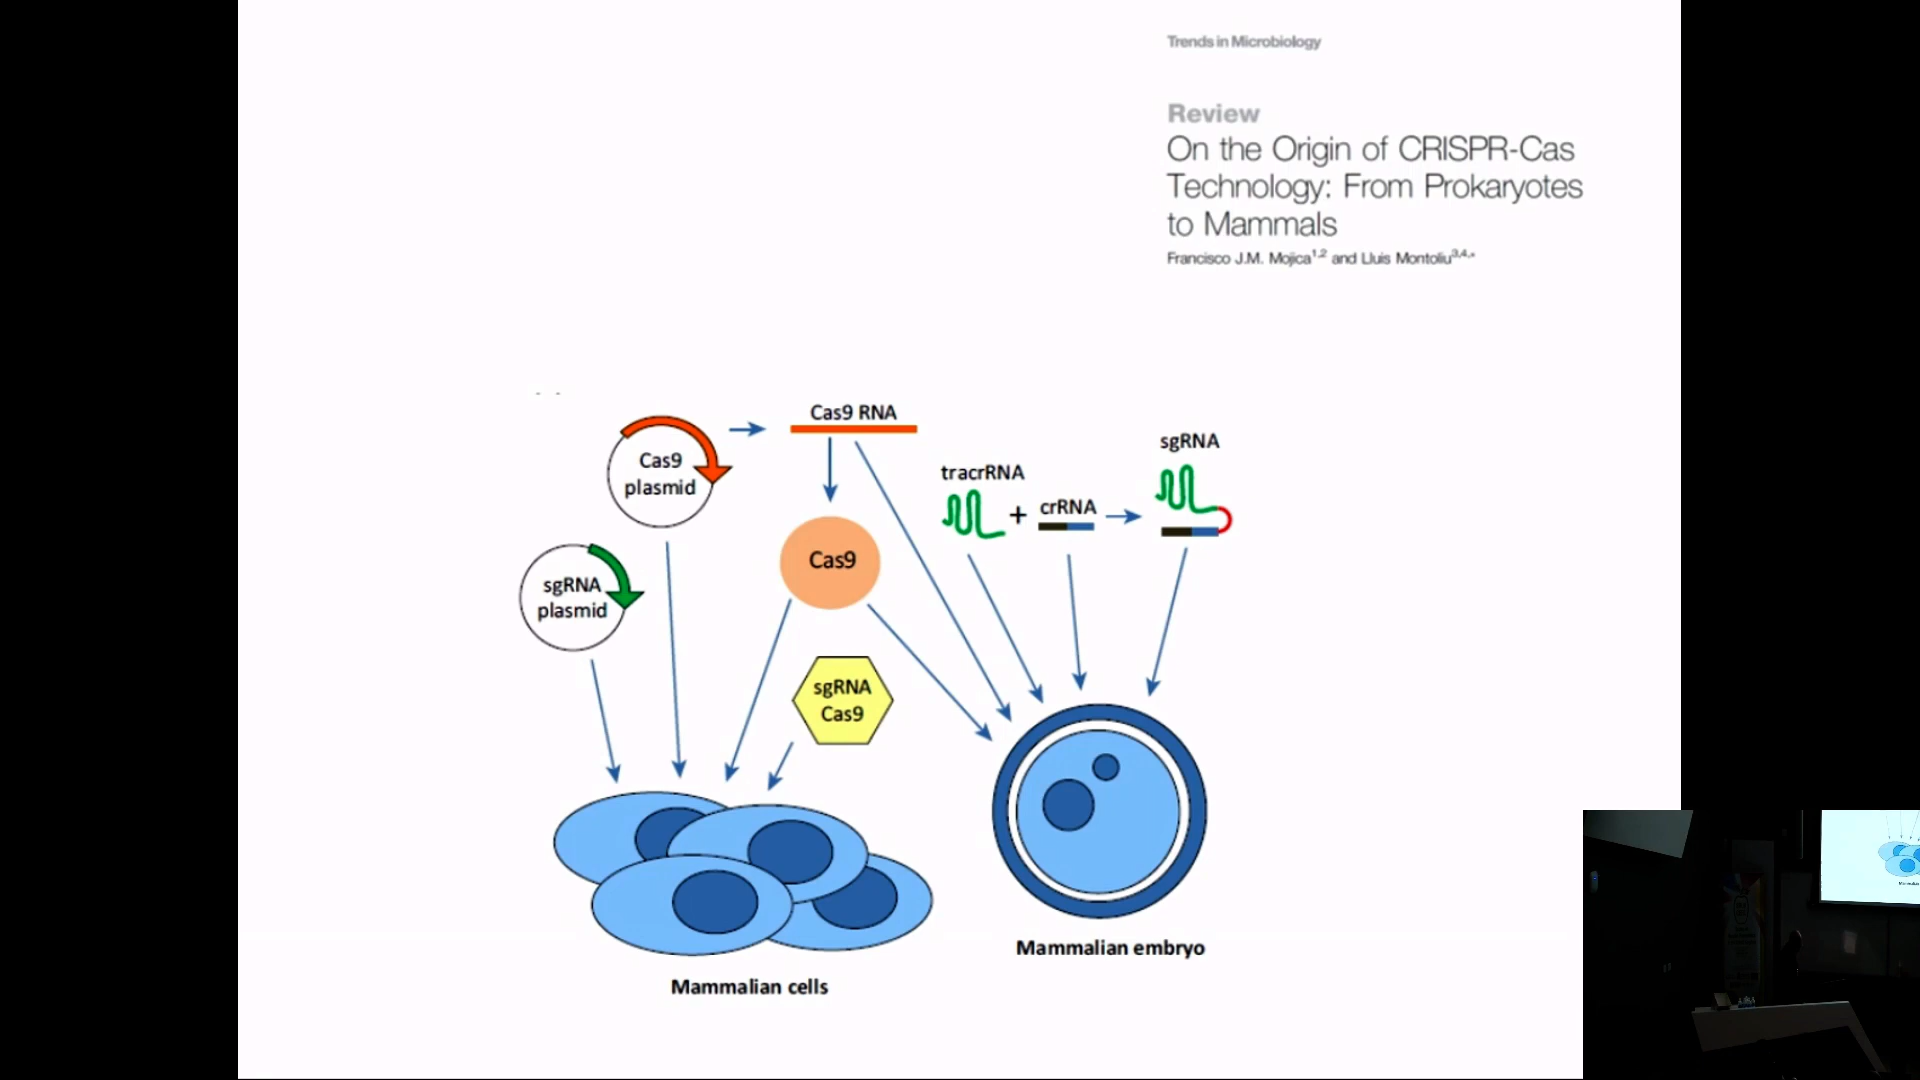 Trends in Microbiology
Review
On the Origin of CRISPR-Cas
Technology: From Prokaryotes
to Mammals
Francisco J.M. Mojica1,2 and Lluis Montoliu3,4,*
Cas9 RNA
Cas9
plasmid
sgRNA
tracrRNA
+
crRNA
Cas9
sgRNA
plasmid
sgRNA
Cas9
Mammalian embryo
Mammalian cells